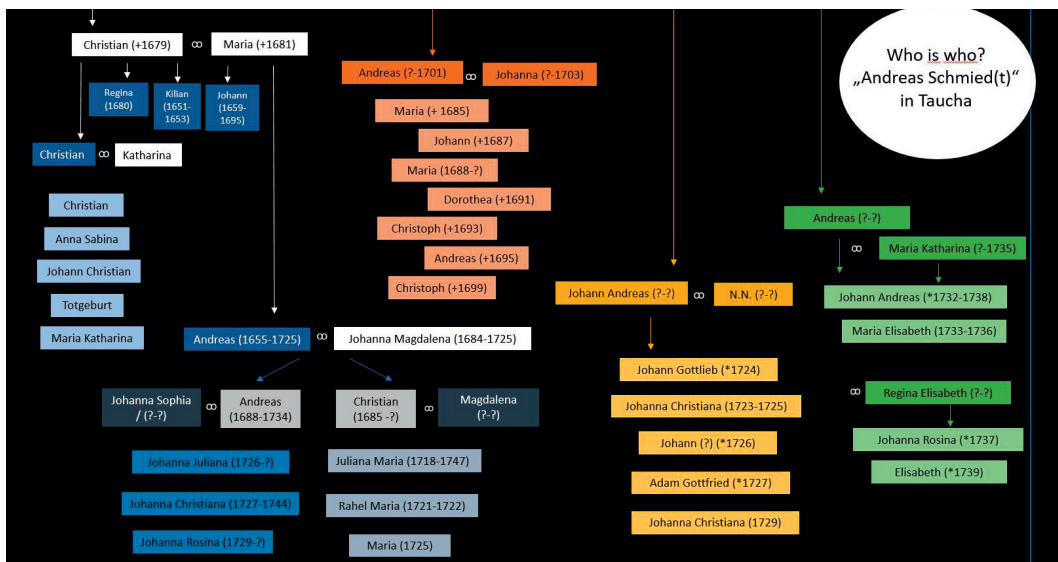 Christian (+1679)
∞
Maria (+1681)
Regina
(1680)
Kilian
(1651-
1653)
Johann
(1659-
1695)
Christian
∞
Katharina
Christian
Anna Sabina
Johann Christian
Totgeburt
Maria Katharina
Andreas (1655-1725)
∞
Johanna Magdalena (1684-1725)
Johanna Sophia
/ (?-?)
∞
Andreas
(1688-1734)
Christian
(1685 -?)
∞
Magdalena
(?-?)
Johanna Juliana (1726-?)
Johanna Christiana (1727-1744)
Johanna Rosina (1729-?)
Juliana Maria (1718-1747)
Rahel Maria (1721-1722)
Maria (1725)
Andreas (?-1701)
∞
Johanna (?-1703)
Maria (+ 1685)
Johann (+1687)
Maria (1688-?)
Dorothea (+1691)
Christoph (+1693)
Andreas (+1695)
Christoph (+1699)
Johann Andreas (?-?)
∞
N.N. (?-?)
Johann Gottlieb (*1724)
Johanna Christiana (1723-1725)
Johann (?) (*1726)
Adam Gottfried (*1727)
Johanna Christiana (1729)
Who is who?
„Andreas Schmied(t)“
in Taucha
Andreas (?-?)
∞
Maria Katharina (?-1735)
Johann Andreas (*1732-1738)
Maria Elisabeth (1733-1736)
∞
Regina Elisabeth (?-?)
Johanna Rosina (*1737)
Elisabeth (*1739)